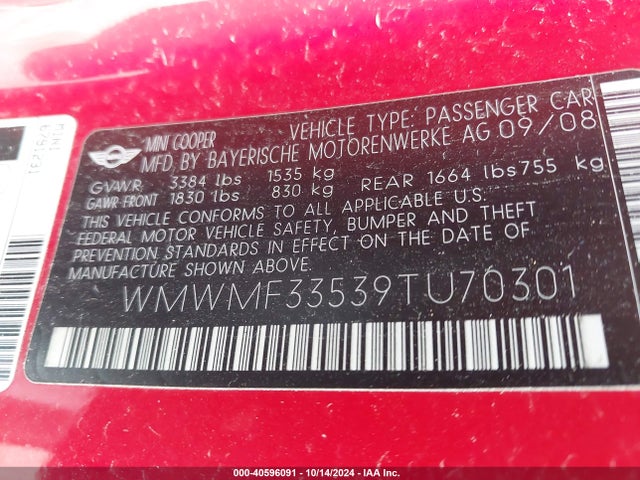 MINI COOPER VEHICLE TYPE: PASSENGER CAR
MFD. BY BAYERISCHE MOTORENWERKE AG 09/08
GVWR: 3384 lbs 1535 kg
GAWR FRONT 1830 lbs 830 kg REAR 1664 lbs 755 kg
THIS VEHICLE CONFORMS TO ALL APPLICABLE U.S.
FEDERAL MOTOR VEHICLE SAFETY, BUMPER AND THEFT
PREVENTION STANDARDS IN EFFECT ON THE DATE OF
MANUFACTURE SHOWN ABOVE.
WMWMF33539TU70301
000-40596091 - 10/14/2024 - IAA Inc.